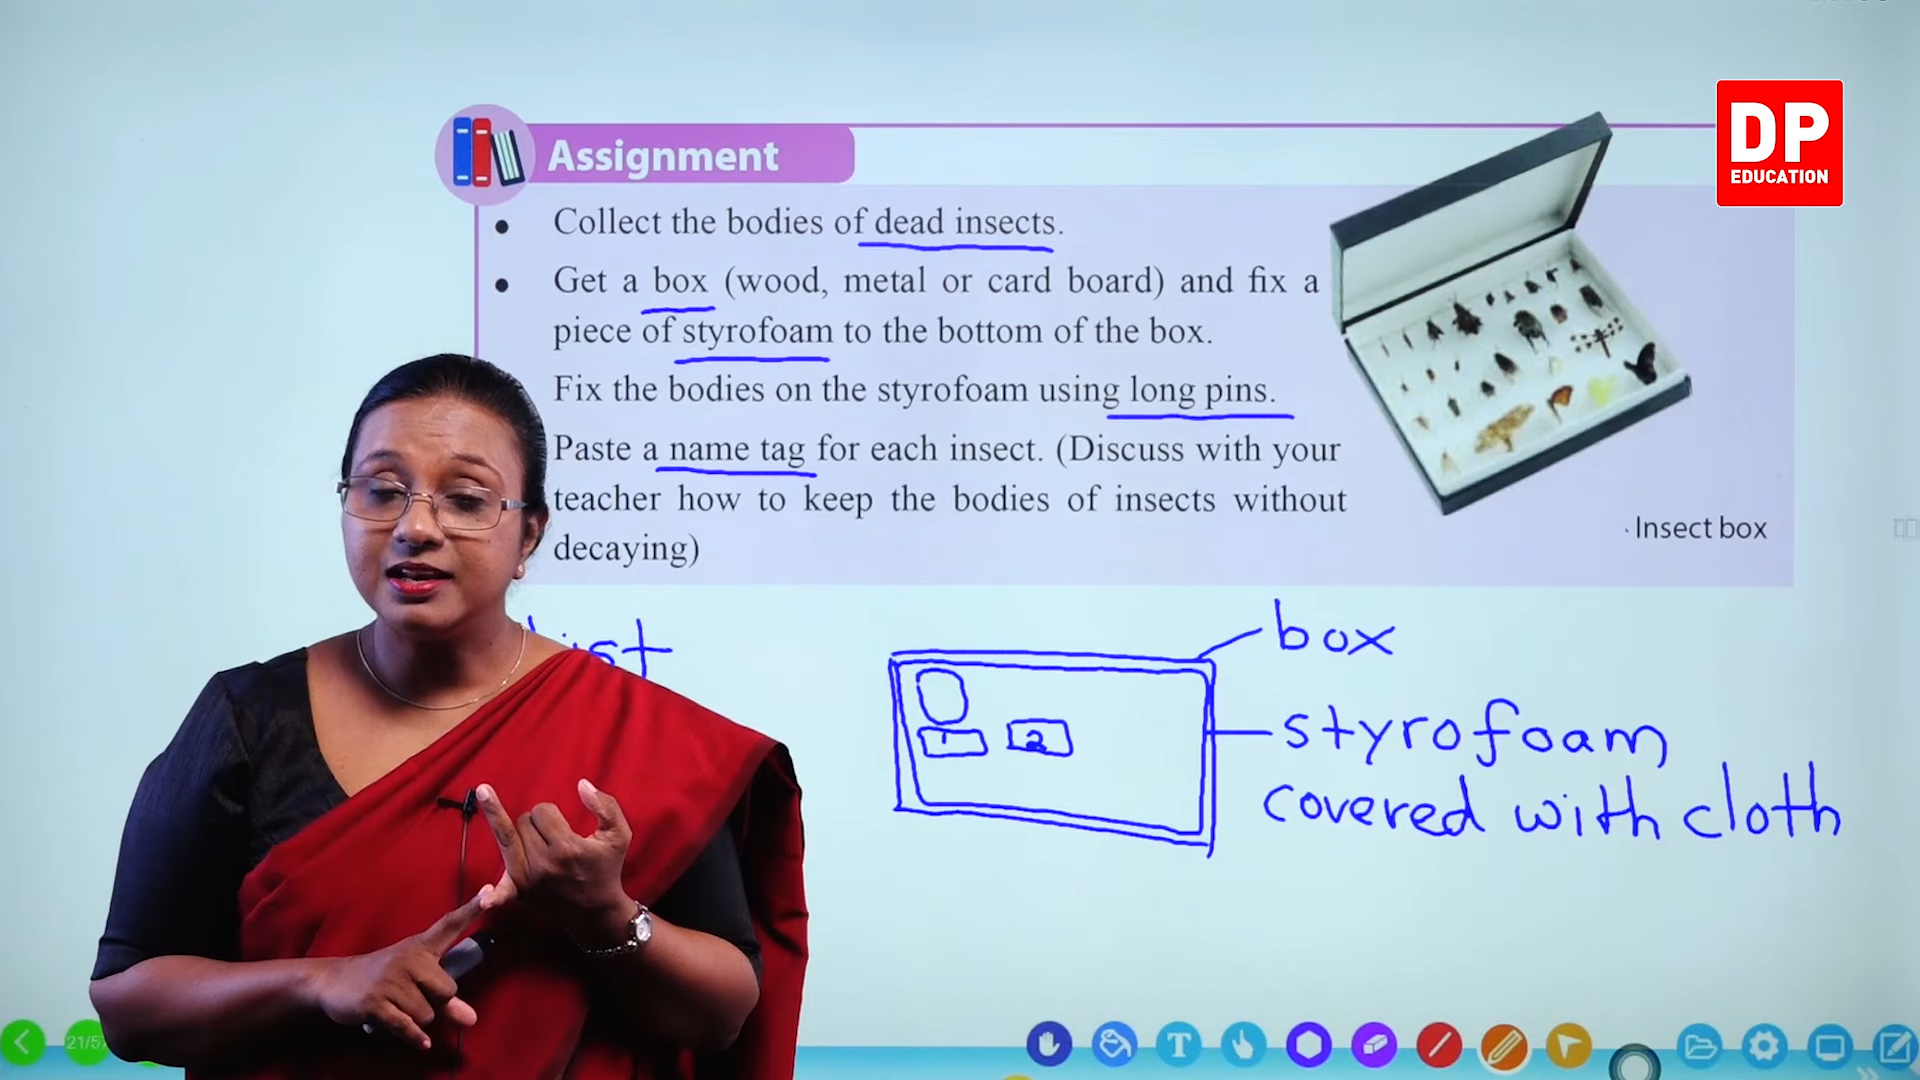 DP
EDUCATION
Assignment
Collect the bodies of dead insects.
Get a box (wood, metal or card board) and fix a
piece of styrofoam to the bottom of the box.
Fix the bodies on the styrofoam using long pins.
Paste a name tag for each insect. (Discuss with your
teacher how to keep the bodies of insects without
decaying)
Insect box
box
1 2
styrofoam
covered with cloth
21/57
T